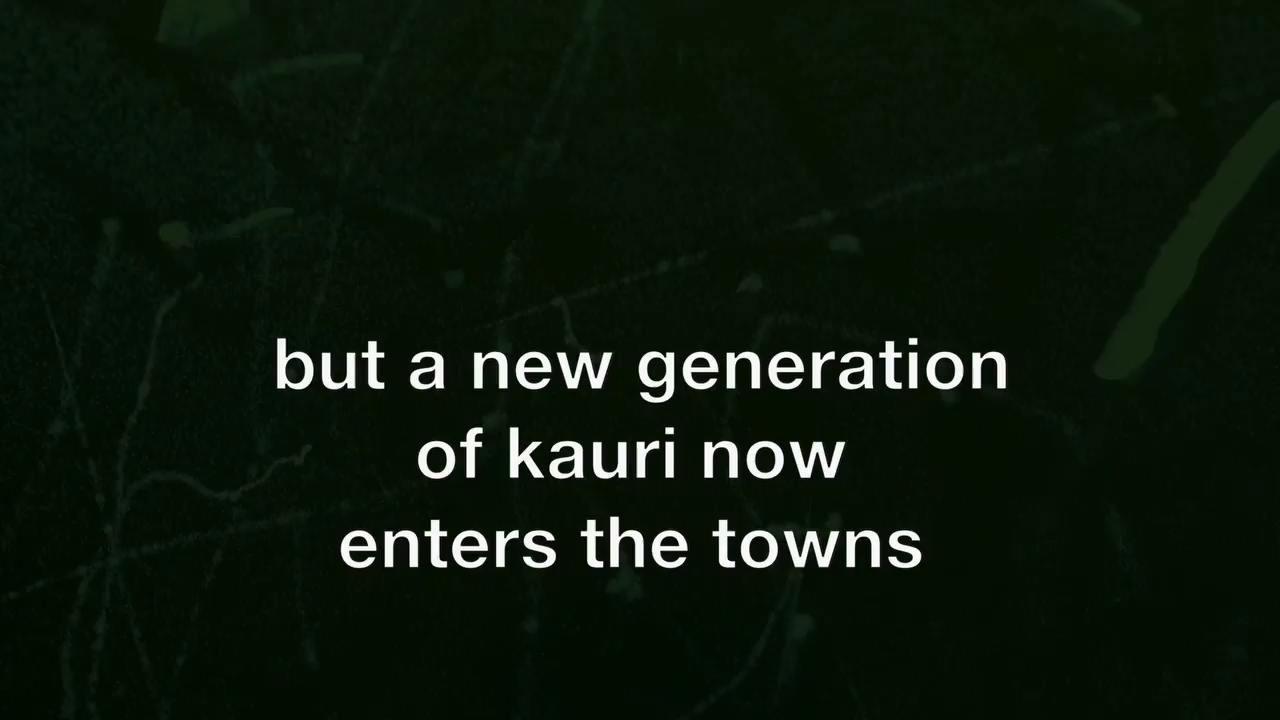 but a new generation
of kauri now
enters the towns